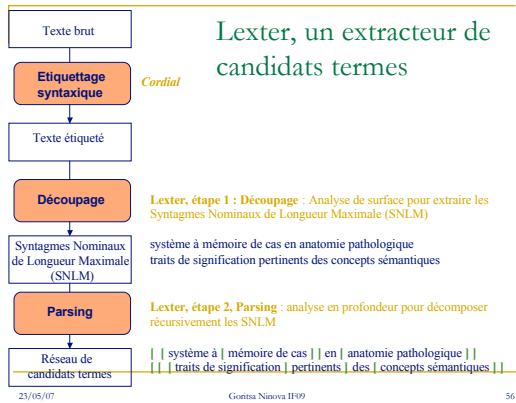 Lexter, un extracteur de
candidats termes
Texte brut
Etiquettage
syntaxique
Cordial
Texte étiqueté
Découpage
Lexter, étape 1 : Découpage : Analyse de surface pour extraire les
Syntagmes Nominaux de Longueur Maximale (SNLM)
Syntagmes Nominaux
de Longueur Maximale
(SNLM)
système à mémoire de cas en anatomie pathologique
traits de signification pertinents des concepts sémantiques
Parsing
Lexter, étape 2, Parsing : analyse en profondeur pour décomposer
récursivement les SNLM
Réseau de
candidats termes
[ [ système à [ mémoire de cas ] ] en [ anatomie pathologique ] ]
[ [ [ traits de signification ] pertinents ] des [ concepts sémantiques ] ]
23/05/07
Goritsa Ninova IF09
56